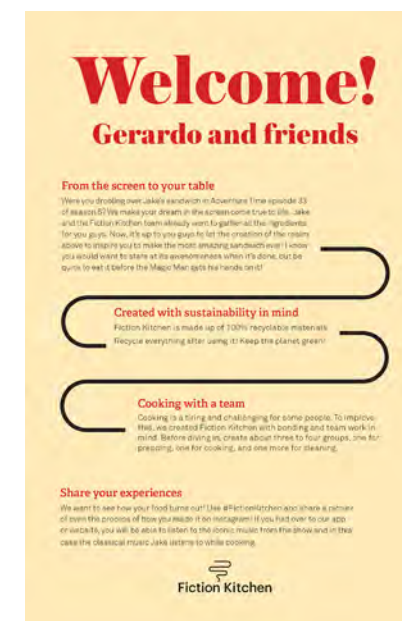 Welcome!
Gerardo and friends
From the screen to your table
Were you drooling over Jake's sandwich in Adventure Time episode 33
of season 5? We make your dream in the screen come true to life. Jake
and the Fiction Kitchen team already went to gather all the ingredients
for you guys. Now, it's up to you guys to let the creation of the
above to inspire you to make the most amazing sandwich ever! I know
you would want to stare at its awesomeness when it's done, but be
quick to eat it before the Magic Man gets his hands on it!
Created with sustainability in mind
Fiction Kitchen is made up of 100% recyclable materials.
Recycle everything after using it! Keep the planet green!
Cooking with a team
Cooking is a tiring and challenging for some people. To improve
this, we created Fiction Kitchen with bonding and team work in
mind. Before diving in, create about three to four groups, one for
prepping, one for cooking, and one more for cleaning.
Share your experiences
We want to see how your food turns out! Use #FictionKitchen and share a
of even the process of how you made it on Instagram! If you had over to our app
or website, you will be able to listen to the iconic music from the show and in this
case the classical music Jake listens to while cooking.
Fiction Kitchen